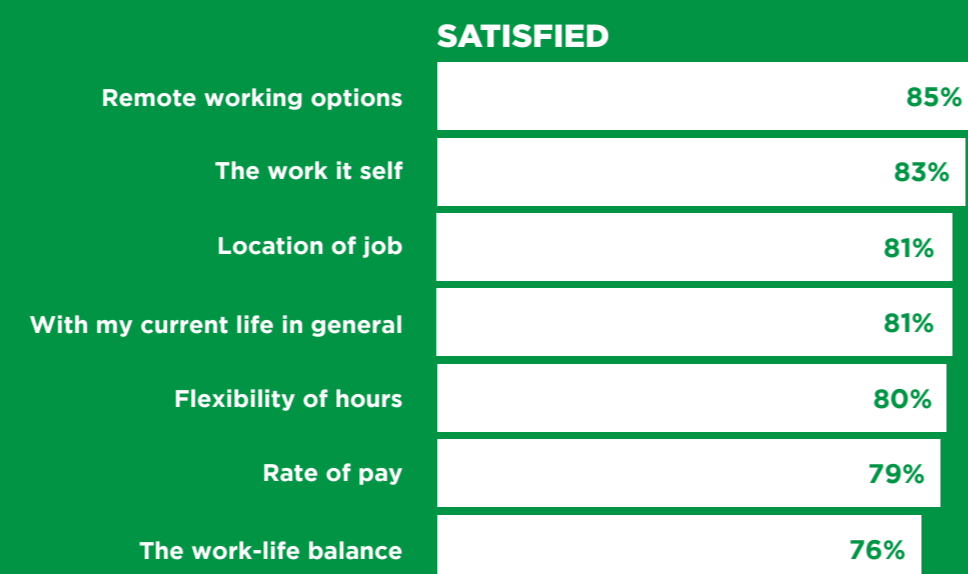 SATISFIED
Remote working options 85%
The work it self 83%
Location of job 81%
With my current life in general 81%
Flexibility of hours 80%
Rate of pay 79%
The work-life balance 76%